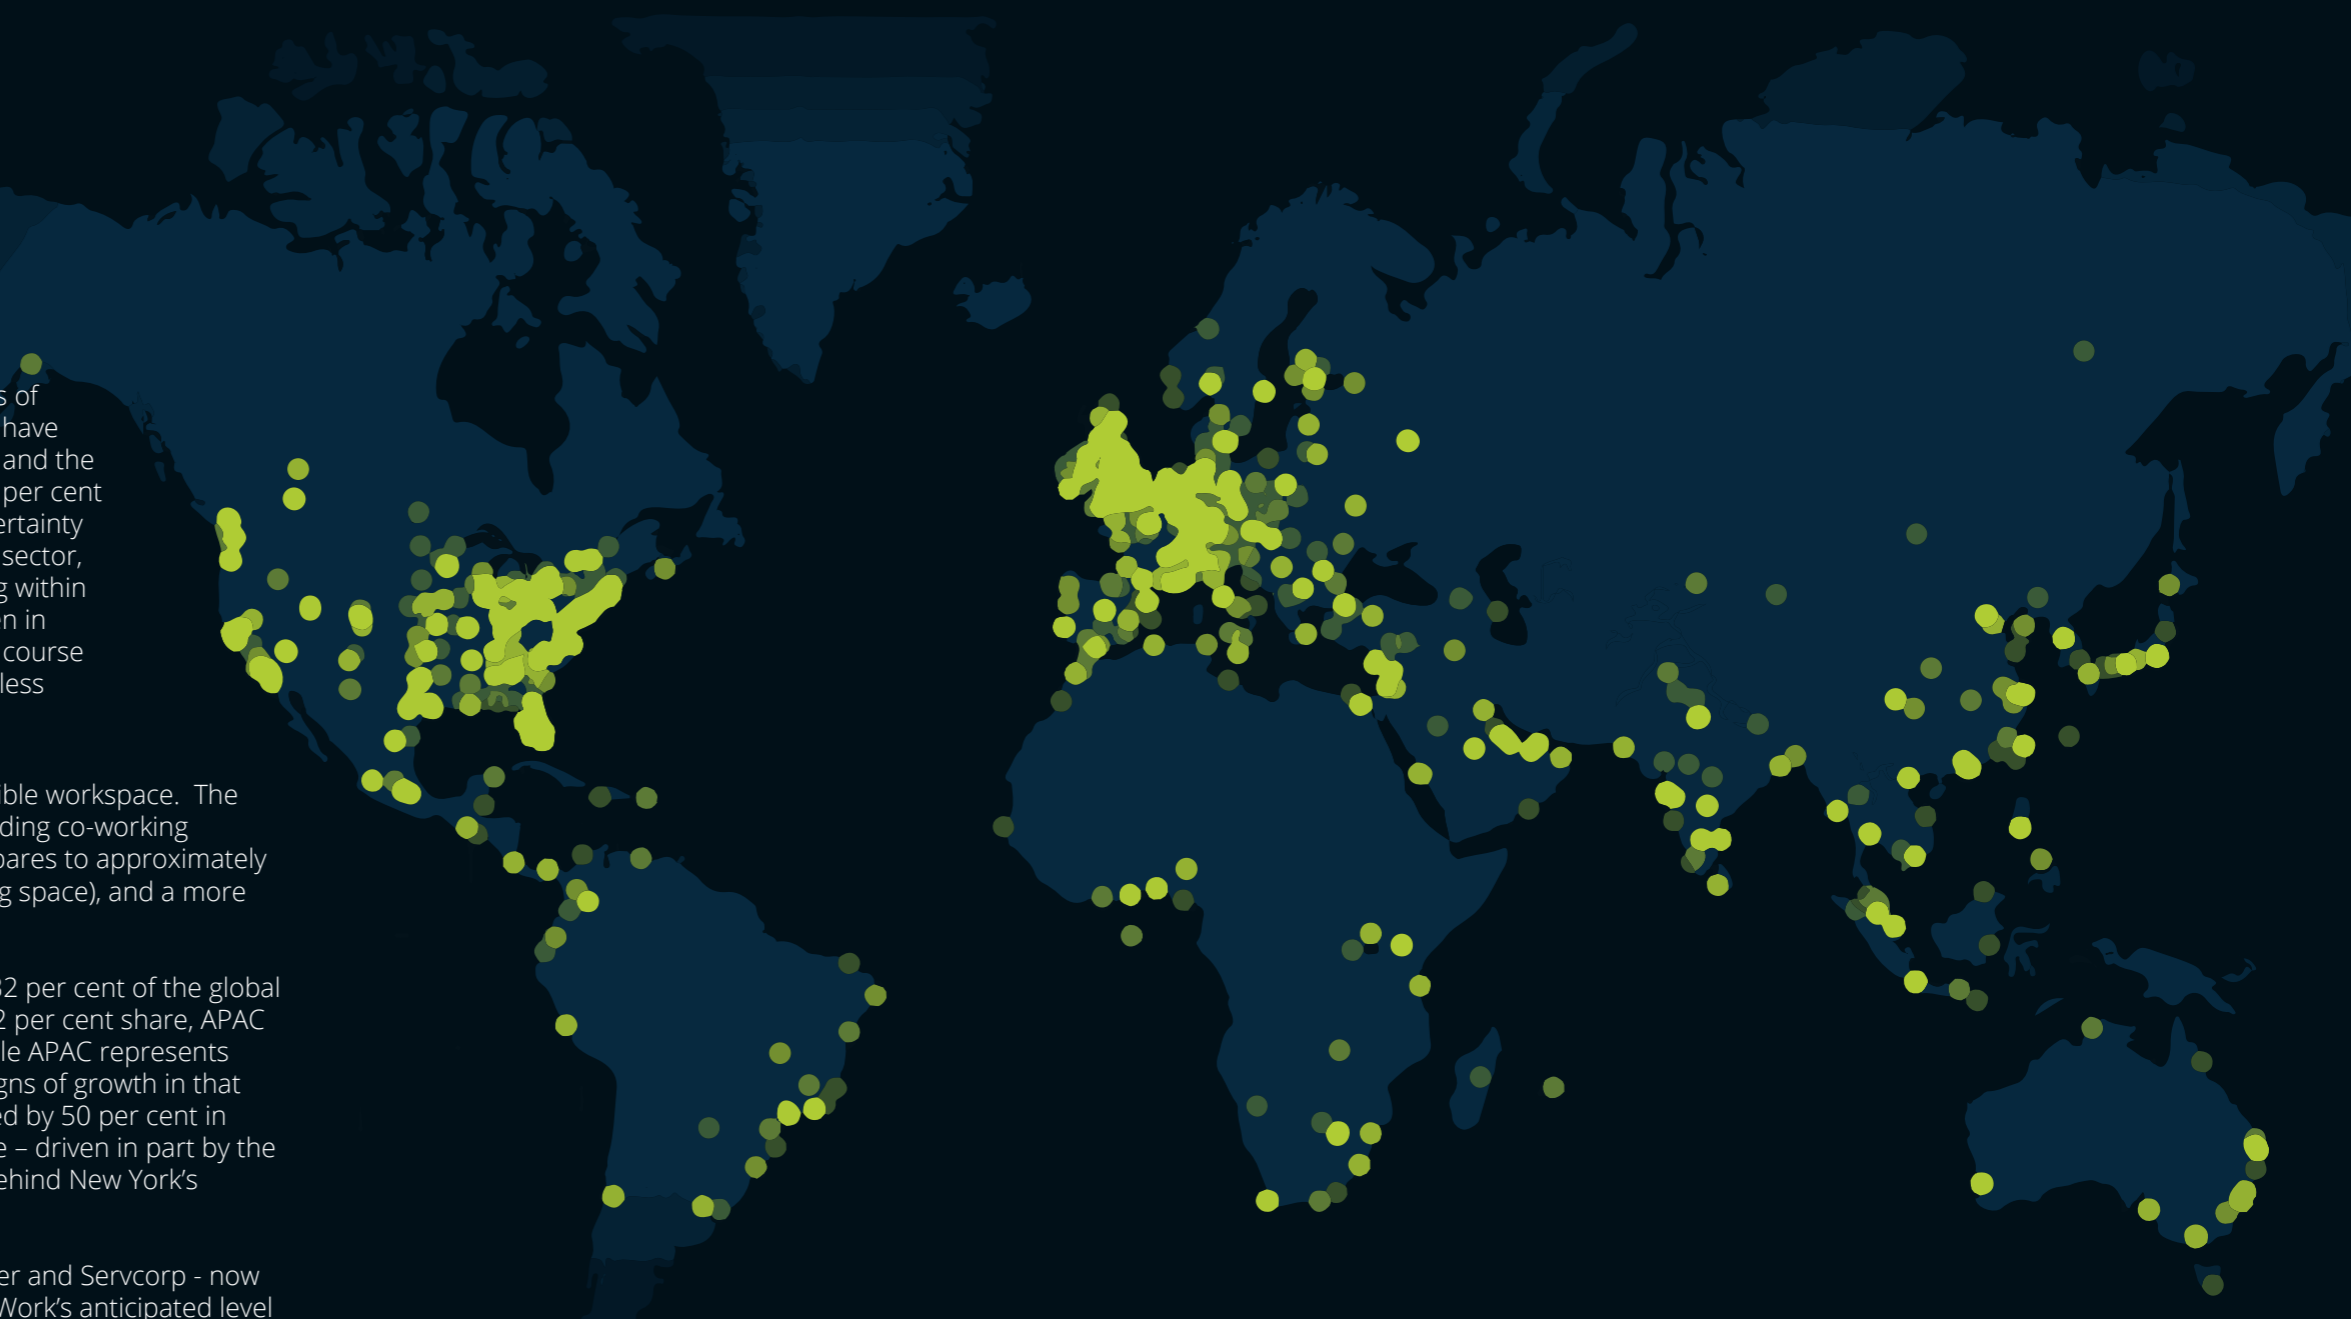 s of
have
and the
per cent
ertainty
sector,
g within
en in
course
less
ible workspace. The
ding co-working
pares to approximately
g space), and a more
32 per cent of the global
2 per cent share, APAC
le APAC represents
gns of growth in that
ed by 50 per cent in
e – driven in part by the
ehind New York’s
er and Servcorp - now
Work’s anticipated level